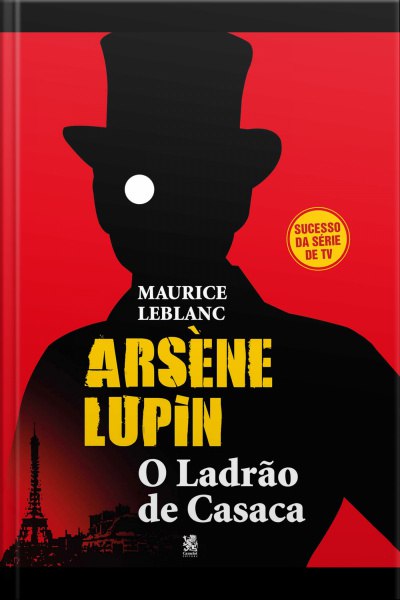 SUCESSO
DA SÉRIE
DE TV
MAURICE
LEBLANC
ARSÈNE
LUPIN
O Ladrão
de Casaca